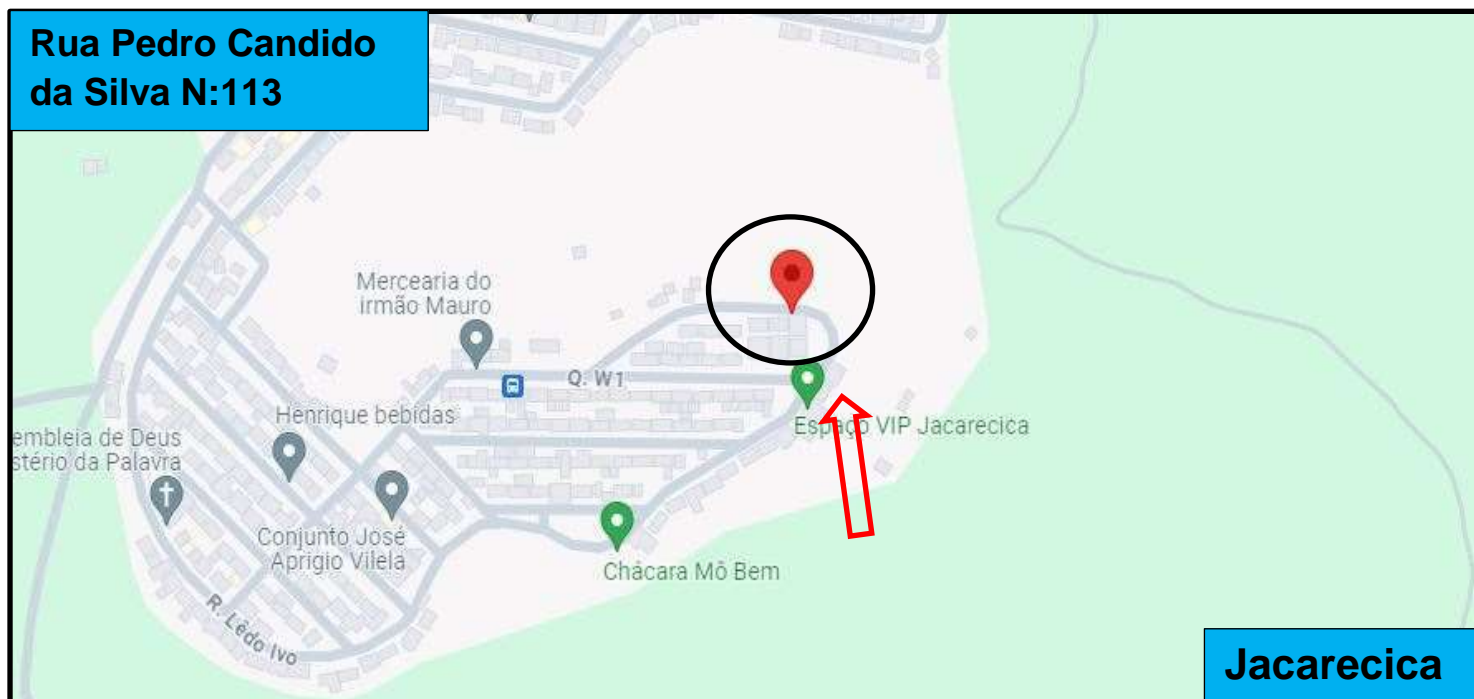 Rua Pedro Candido
da Silva N:113
Mercearia do
irmão Mauro
Q. W1
Henrique bebidas
Espaço VIP Jacarecica
embleia de Deus
stério da Palavra
Conjunto José
Aprigio Vilela
Chácara Mô Bem
R. Lêdo Ivo
Jacarecica